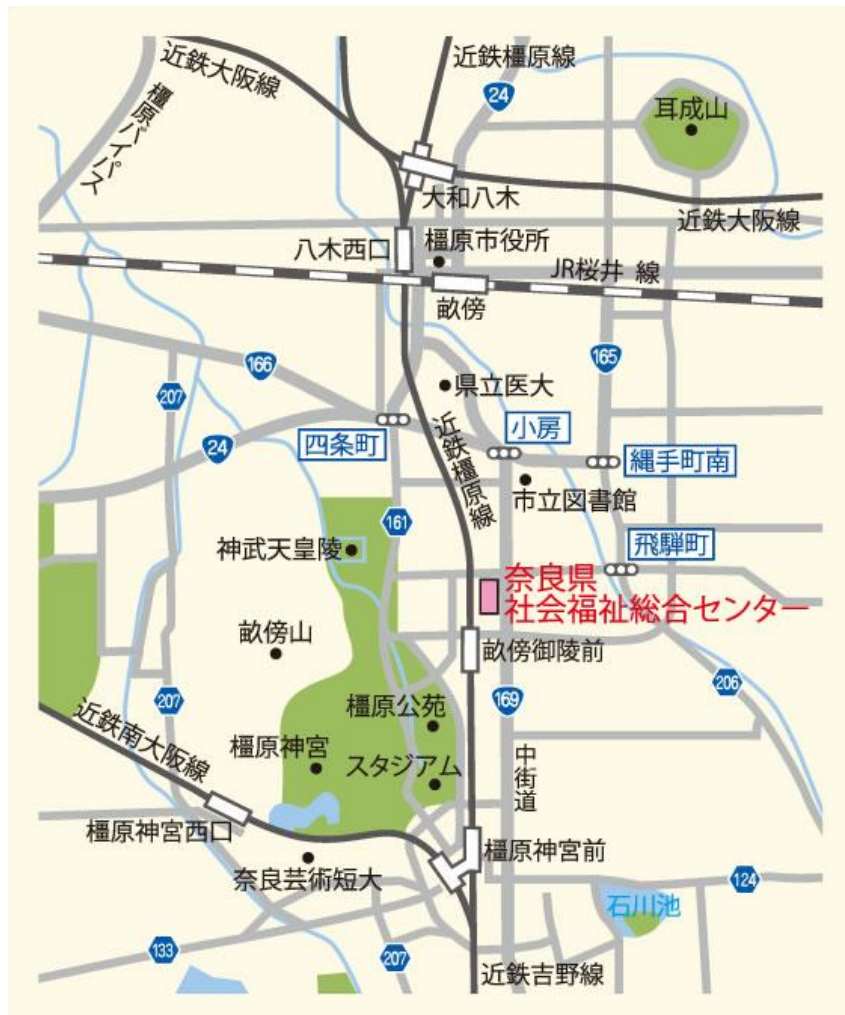 近鉄大阪線
近鉄橿原線
24
橿原バイパス
耳成山
大和八木
近鉄大阪線
八木西口
橿原市役所
JR桜井 線
畝傍
166
165
207
県立医大
24
四条町
近鉄橿原線
小房
縄手町南
市立図書館
161
神武天皇陵
飛騨町
奈良県
社会福祉総合センター
畝傍山
畝傍御陵前
206
207
169
近鉄南大阪線
橿原公苑
橿原神宮
スタジアム
中街道
橿原神宮西口
橿原神宮前
奈良芸術短大
124
石川池
133
207
近鉄吉野線